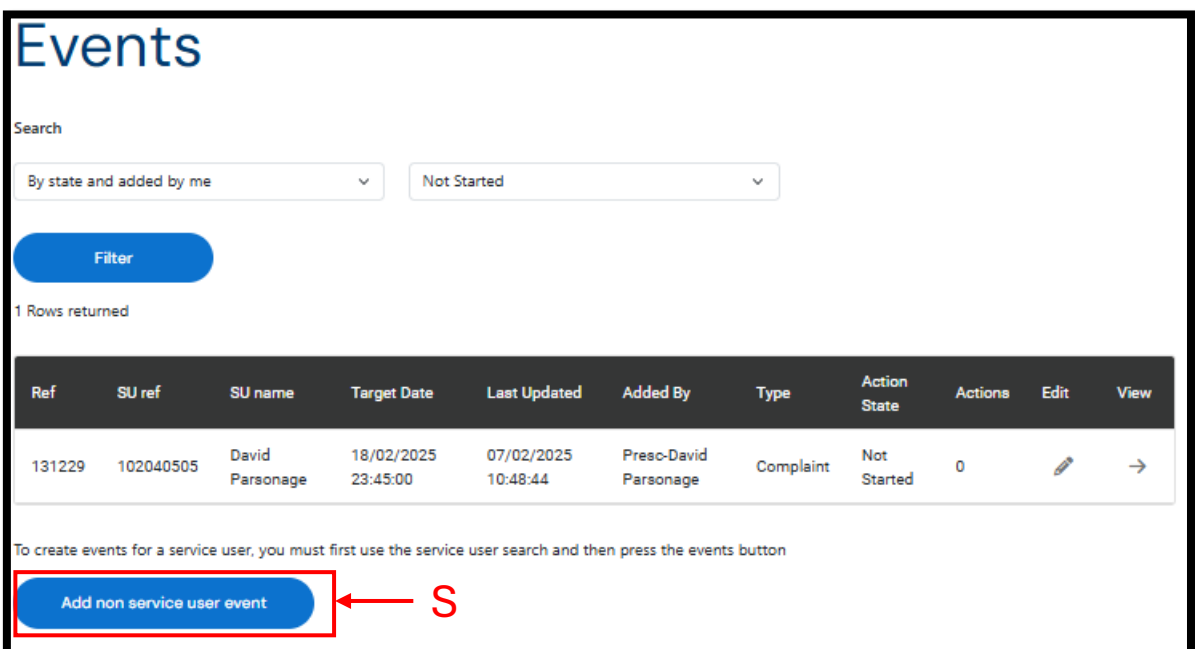 Events
Search
By state and added by me
Not Started
Filter
1 Rows returned
Ref SU ref SU name Target Date Last Updated Added By Type Action State Actions Edit View
131229 102040505 David Parsonage 18/02/2025 23:45:00 07/02/2025 10:48:44 Presc-David Parsonage Complaint Not Started 0
To create events for a service user, you must first use the service user search and then press the events button
Add non service user event
S